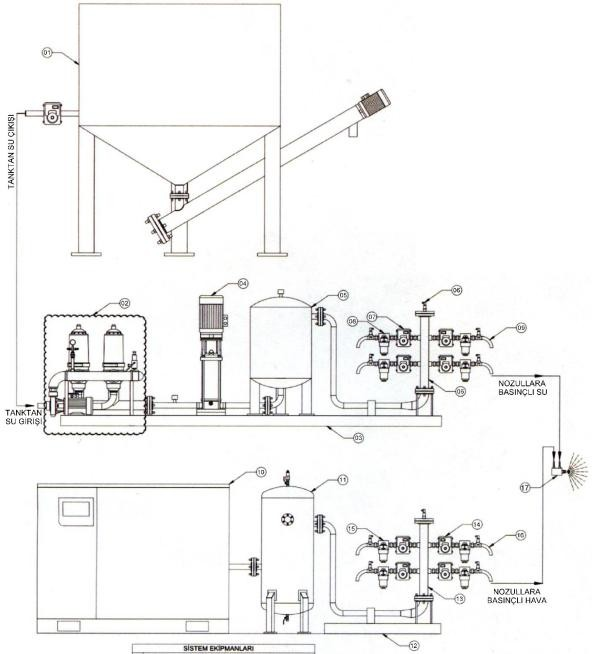 01
TANKTAN SU ÇIKIŞI
02
04
05
06
08
07
09
05
TANKTAN
SU GİRİŞİ
NOZULLARA
BASINÇLI SU
03
17
10
11
15
14
16
13
NOZULLARA
BASINÇLI HAVA
12
SİSTEM EKİPMANLARI